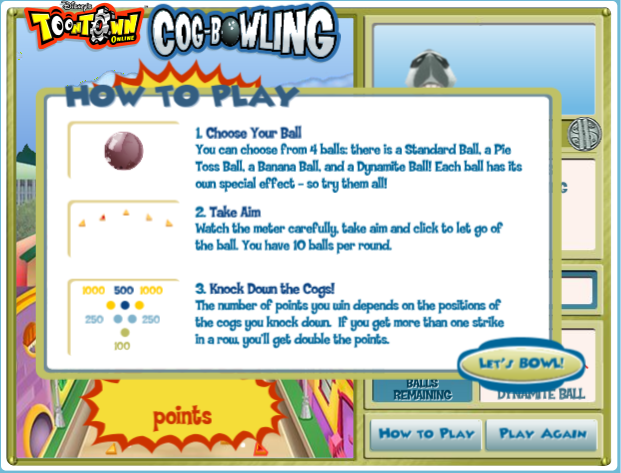 Disney's
TOONTOWN
ONLINE
COG-BOWLING
HOW TO PLAY
1. Choose Your Ball
You can choose from 4 balls: there is a Standard Ball, a Pie
Toss Ball, a Banana Ball, and a Dynamite Ball! Each ball has its
own special effect - so try them all!
2. Take Aim
Watch the meter carefully, take aim and click to let go of
the ball. You have 10 balls per round.
1000 500 1000
250 250
100
3. Knock Down the Cogs!
The number of points you win depends on the positions of
the cogs you knock down. If you get more than one strike
in a row, you'll get double the points.
LET'S BOWL!
points
BALLS
REMAINING
DYNAMITE BALL
HOW TO PLAY
PLAY AGAIN